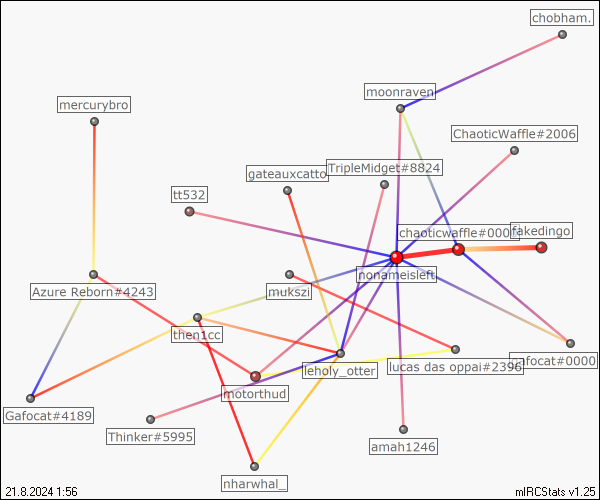 chobham.
moonraven
mercurybro
ChaoticWaffle#2006
TripleMidget#8824
gateauxcatto
tt532
fakedingo
chaoticwaffle#000
nonameisleft
Azure Reborn#4243
mukszi
then1cc
afocat#0000
lucas das oppai#2396
leholy_otter
motorthud
Gafocat#4189
Thinker#5995
amah1246
nharwhal_
21.8.2024 1:56
mIRCStats v1.25